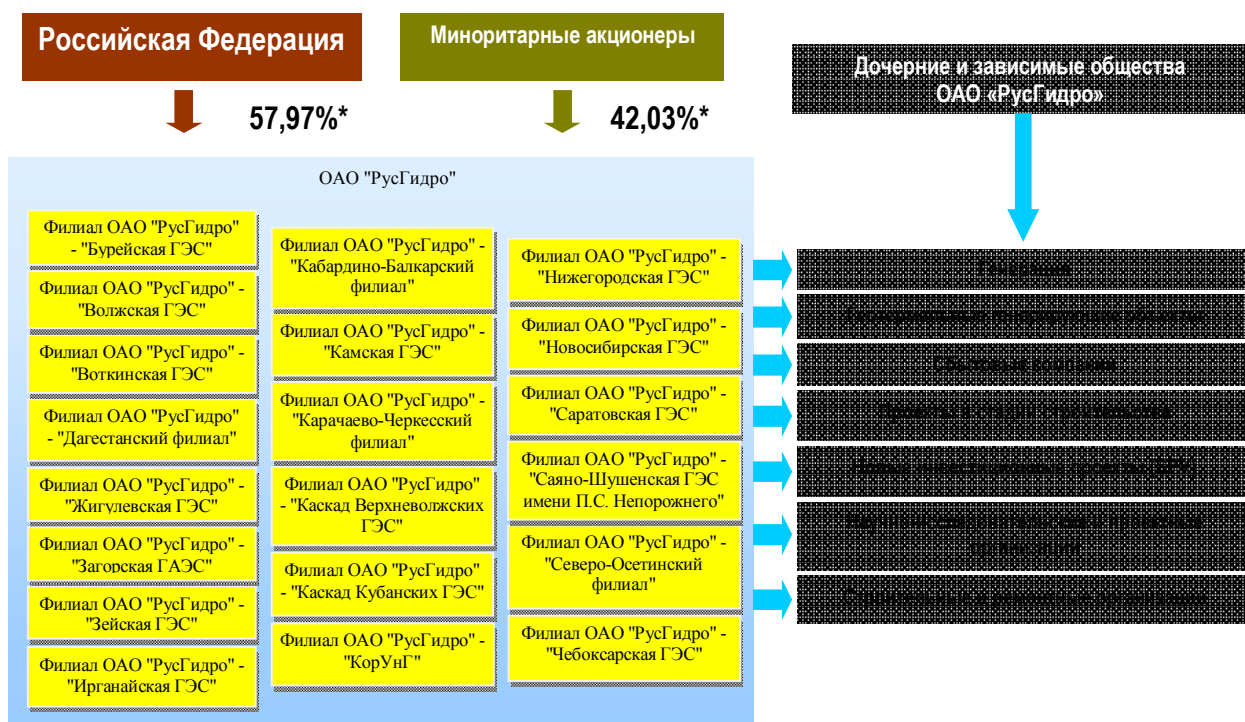 Российская Федерация
Миноритарные акционеры
Дочерние и зависимые общества
ОАО «РусГидро»
57,97%*
42,03%*
ОАО "РусГидро"
Филиал ОАО "РусГидро"
- "Бурейская ГЭС"
Филиал ОАО "РусГидро" -
"Волжская ГЭС"
Филиал ОАО "РусГидро" -
"Воткинская ГЭС"
Филиал ОАО "РусГидро"
- "Дагестанский филиал"
Филиал ОАО "РусГидро" -
"Жигулевская ГЭС"
Филиал ОАО "РусГидро" -
"Загорская ГАЭС"
Филиал ОАО "РусГидро" -
"Зейская ГЭС"
Филиал ОАО "РусГидро" -
"Ирганайская ГЭС"
Филиал ОАО "РусГидро" -
"Кабардино-Балкарский
филиал"
Филиал ОАО "РусГидро" -
"Камская ГЭС"
Филиал ОАО "РусГидро" -
"Карачаево-Черкесский
филиал"
Филиал ОАО "РусГидро"
- "Каскад Верхневолжских
ГЭС"
Филиал ОАО "РусГидро"
- "Каскад Кубанских ГЭС"
Филиал ОАО "РусГидро" -
"КорУнГ"
Филиал ОАО "РусГидро" -
"Нижегородская ГЭС"
Филиал ОАО "РусГидро" -
"Новосибирская ГЭС"
Филиал ОАО "РусГидро" -
"Саратовская ГЭС"
Филиал ОАО "РусГидро" -
"Саяно-Шушенская ГЭС
имени П.С. Непорожнего"
Филиал ОАО "РусГидро" -
"Северо-Осетинский
филиал"
Филиал ОАО "РусГидро" -
"Чебоксарская ГЭС"
Генерация
Сбытовые компании